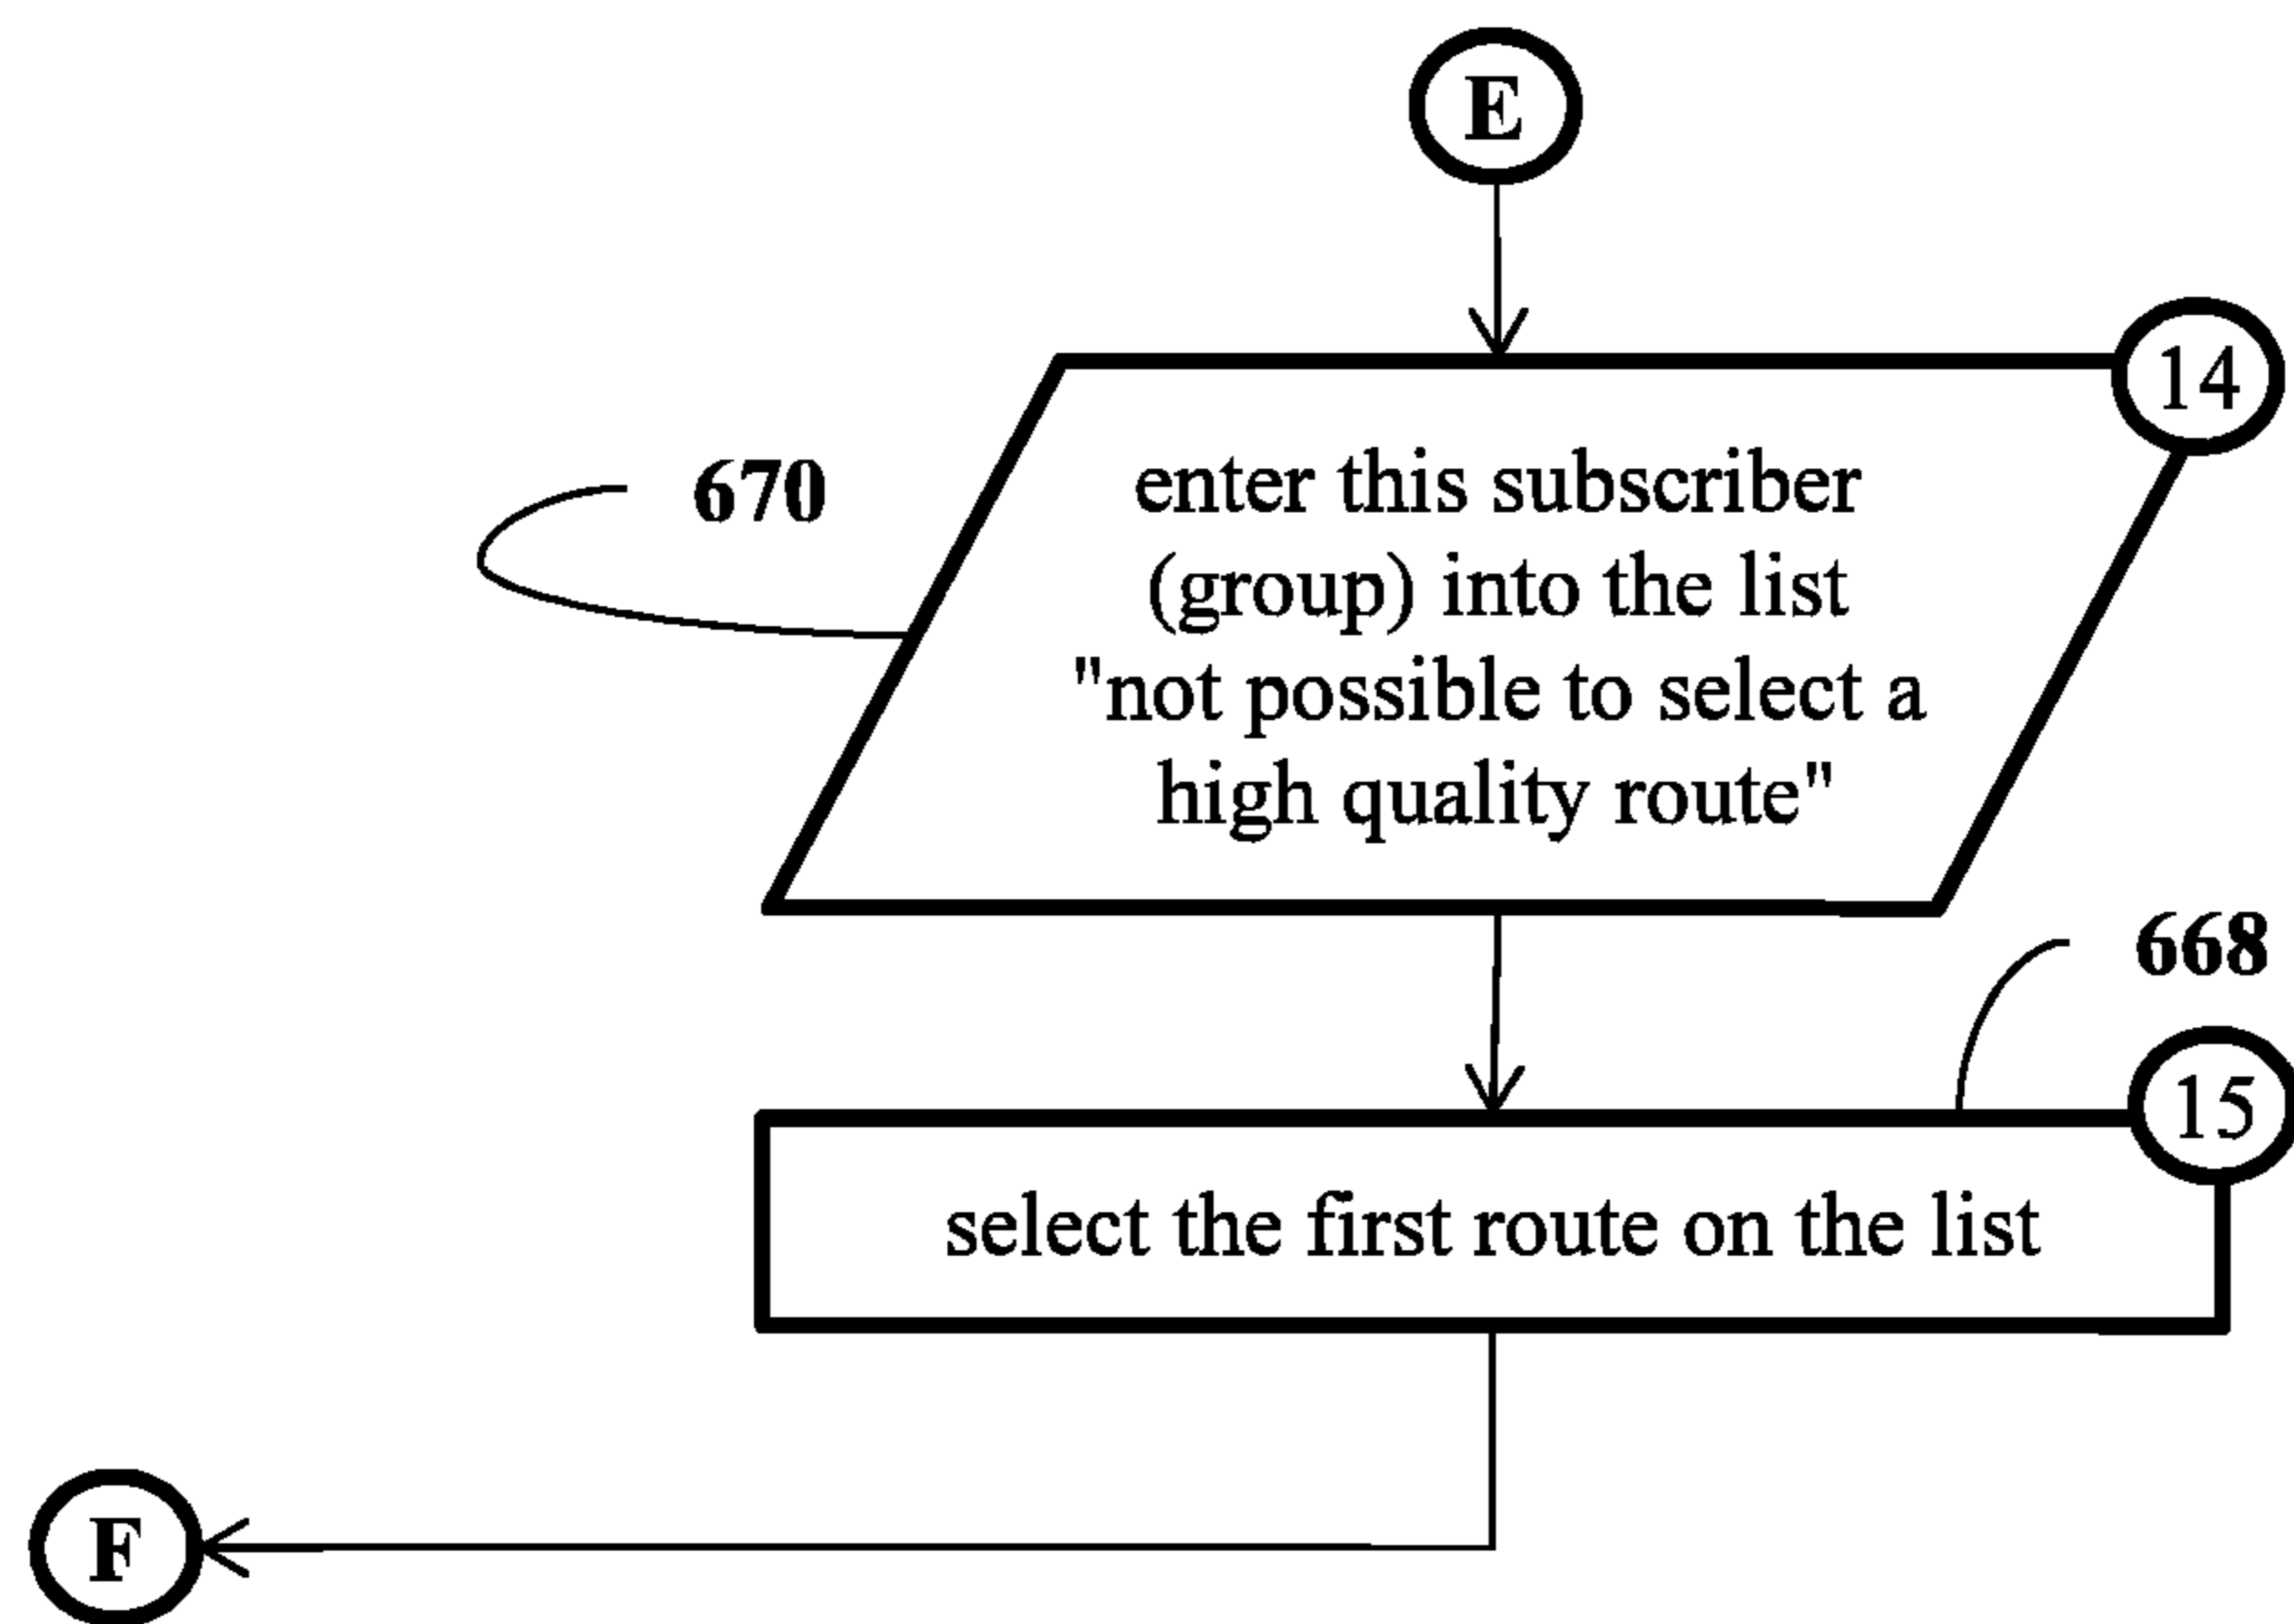 E
14
670
enter this subscriber
(group) into the list
"not possible to select a
high quality route"
668
15
select the first route on the list
F